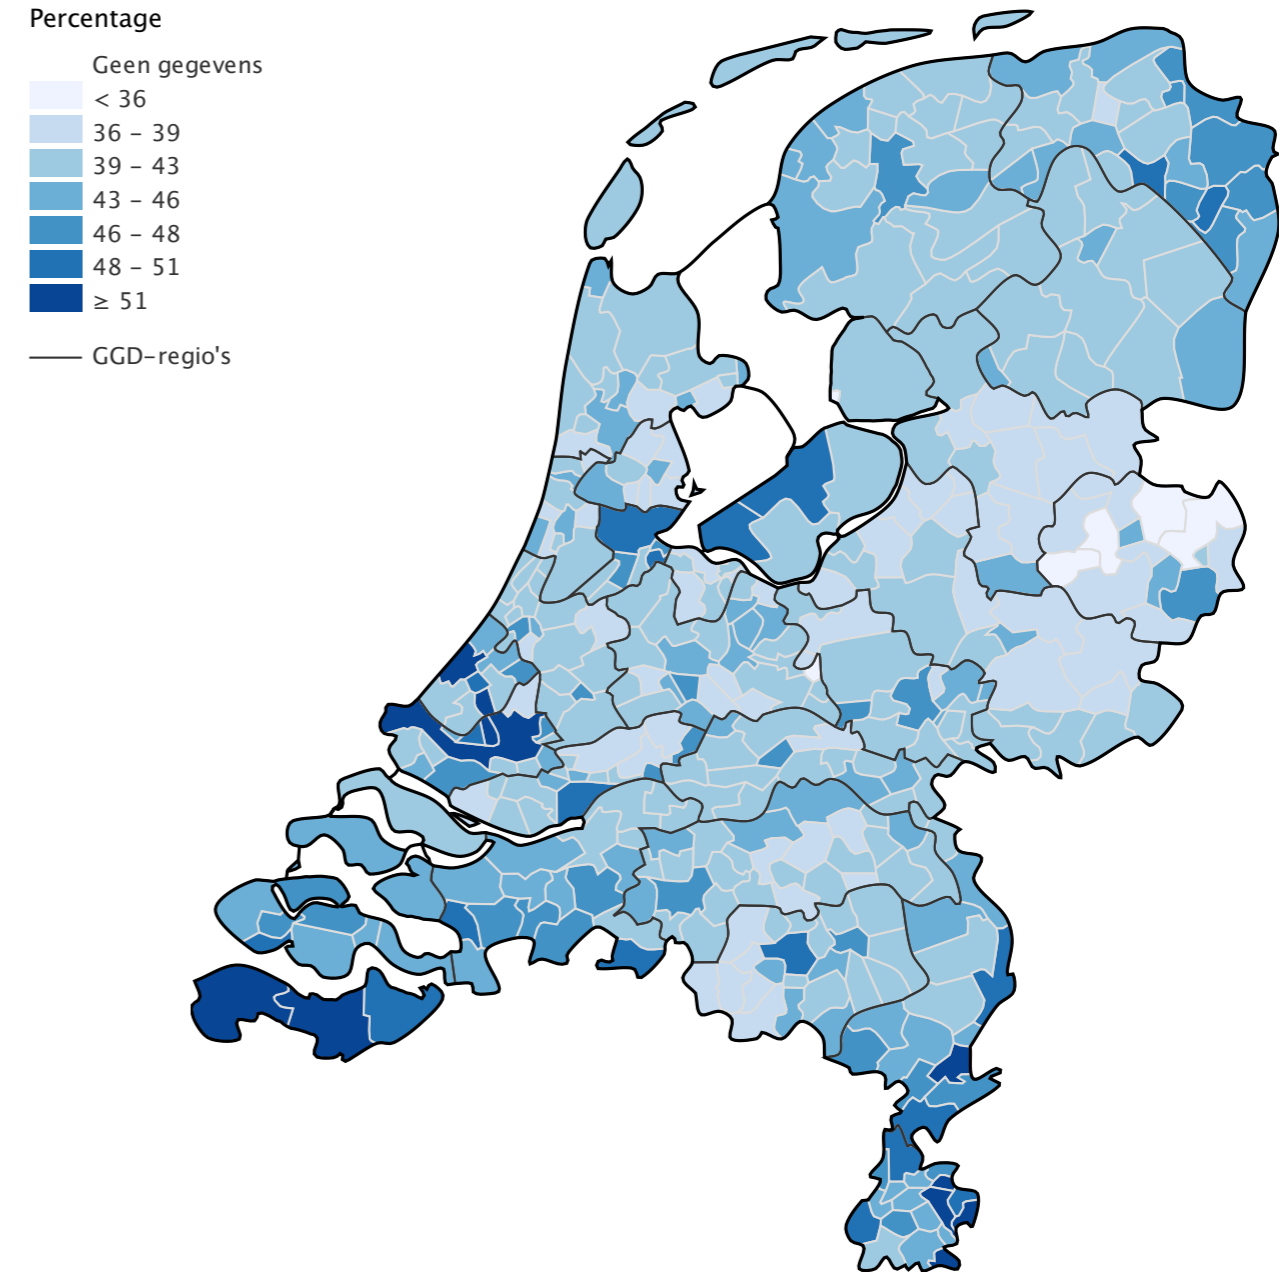 Percentage
Geen gegevens
< 36
36 – 39
39 – 43
43 – 46
46 – 48
48 – 51
≥ 51
GGD–regio's